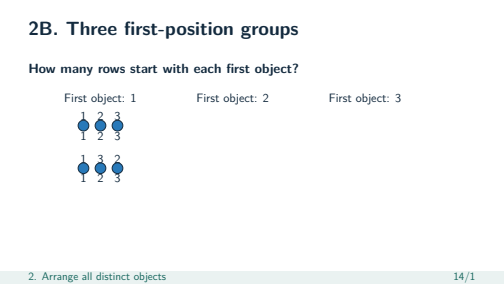 2B. Three first-position groups
How many rows start with each first object?
First object: 1 First object: 2 First object: 3
1 2 3
1 2 3
1 3 2
1 2 3
2. Arrange all distinct objects 14/1